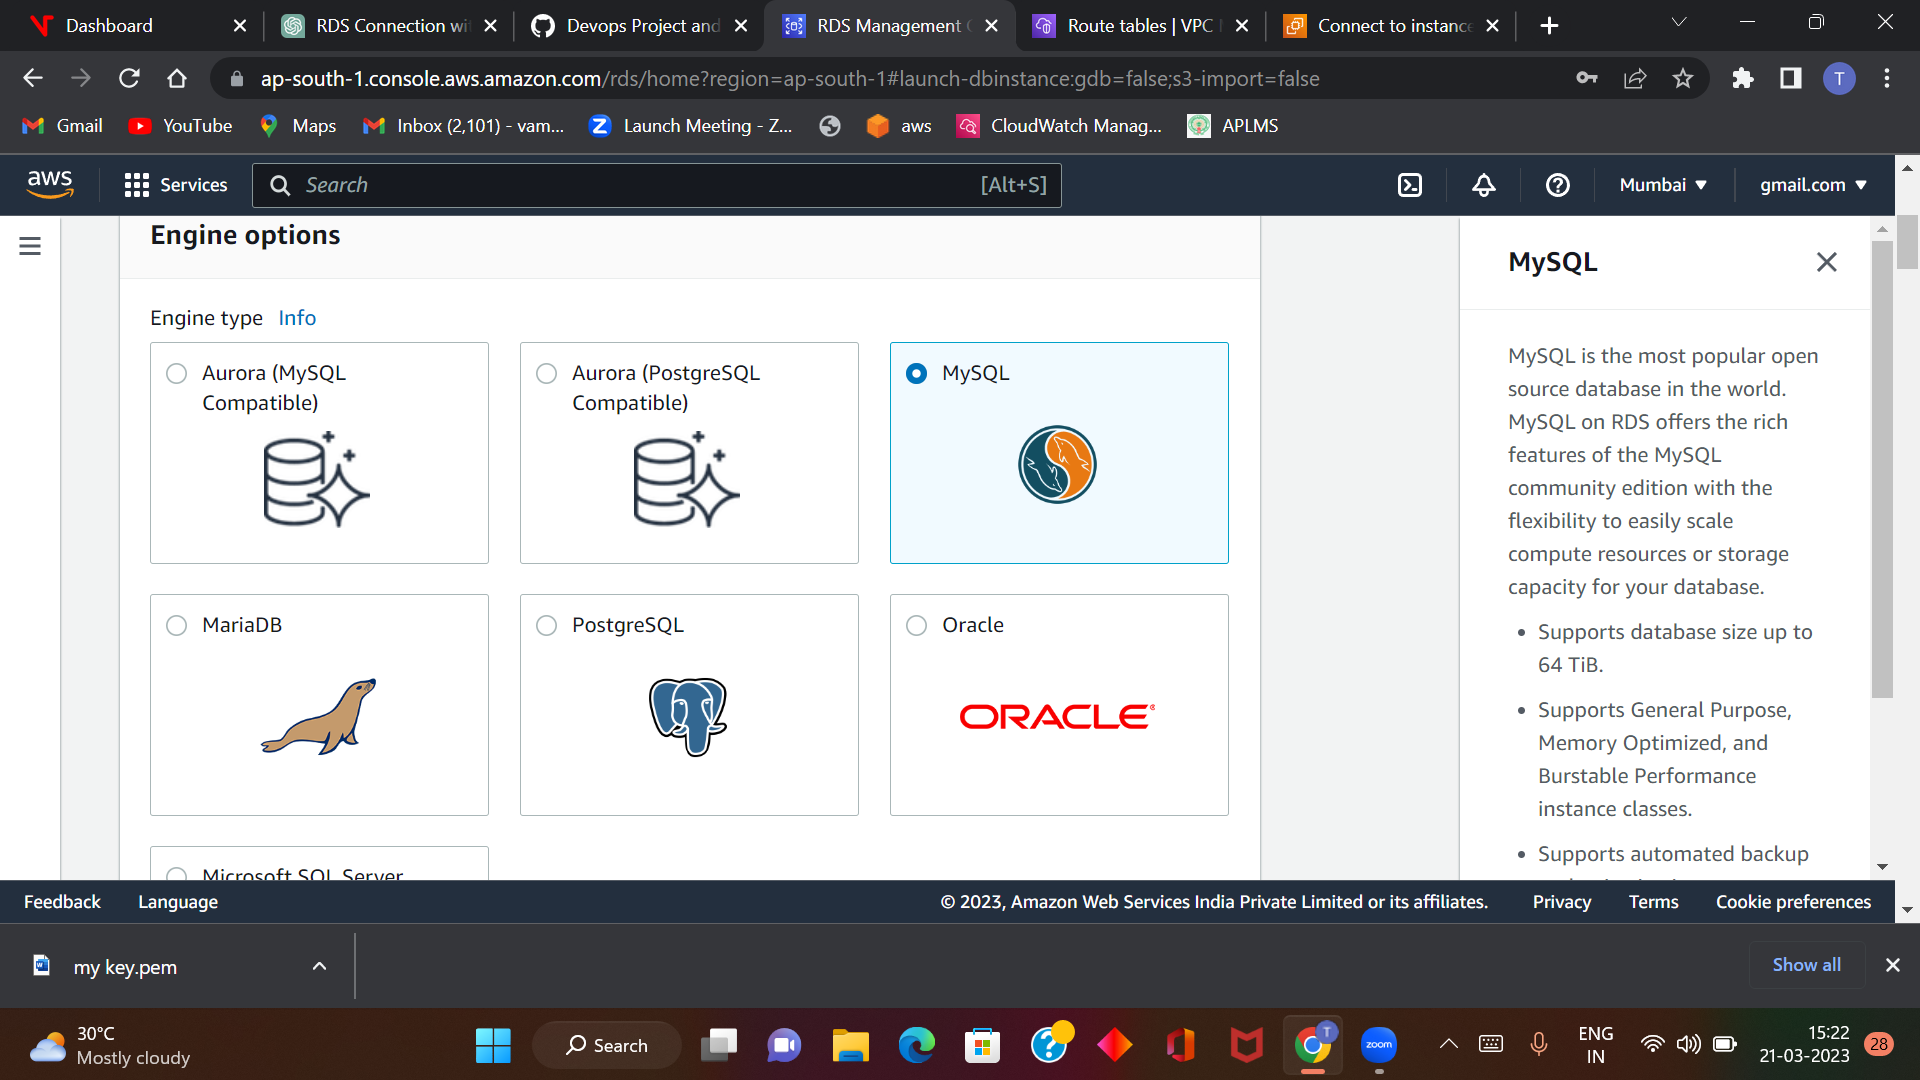 Dashboard
RDS Connection wi
Devops Project and
RDS Management
Route tables | VPC
Connect to instance
ap-south-1.console.aws.amazon.com/rds/home?region=ap-south-1#launch-dbinstance:gdb=false;s3-import=false
T
Gmail
YouTube
Maps
Inbox (2,101) - vam...
Launch Meeting - Z...
aws
CloudWatch Manag...
APLMS
aws
Services
Search
[Alt+S]
Mumbai
gmail.com
Engine options
Engine type Info
Aurora (MySQL
Compatible)
Aurora (PostgreSQL
Compatible)
MySQL
MariaDB
PostgreSQL
Oracle
ORACLE
Microsoft SQL Server
MySQL
MySQL is the most popular open
source database in the world.
MySQL on RDS offers the rich
features of the MySQL
community edition with the
flexibility to easily scale
compute resources or storage
capacity for your database.
• Supports database size up to
64 TiB.
• Supports General Purpose,
Memory Optimized, and
Burstable Performance
instance classes.
• Supports automated backup
Feedback
Language
© 2023, Amazon Web Services India Private Limited or its affiliates.
Privacy
Terms
Cookie preferences
my key.pem
Show all
30°C
Mostly cloudy
Search
T
zoom
ENG
IN
15:22
21-03-2023
28